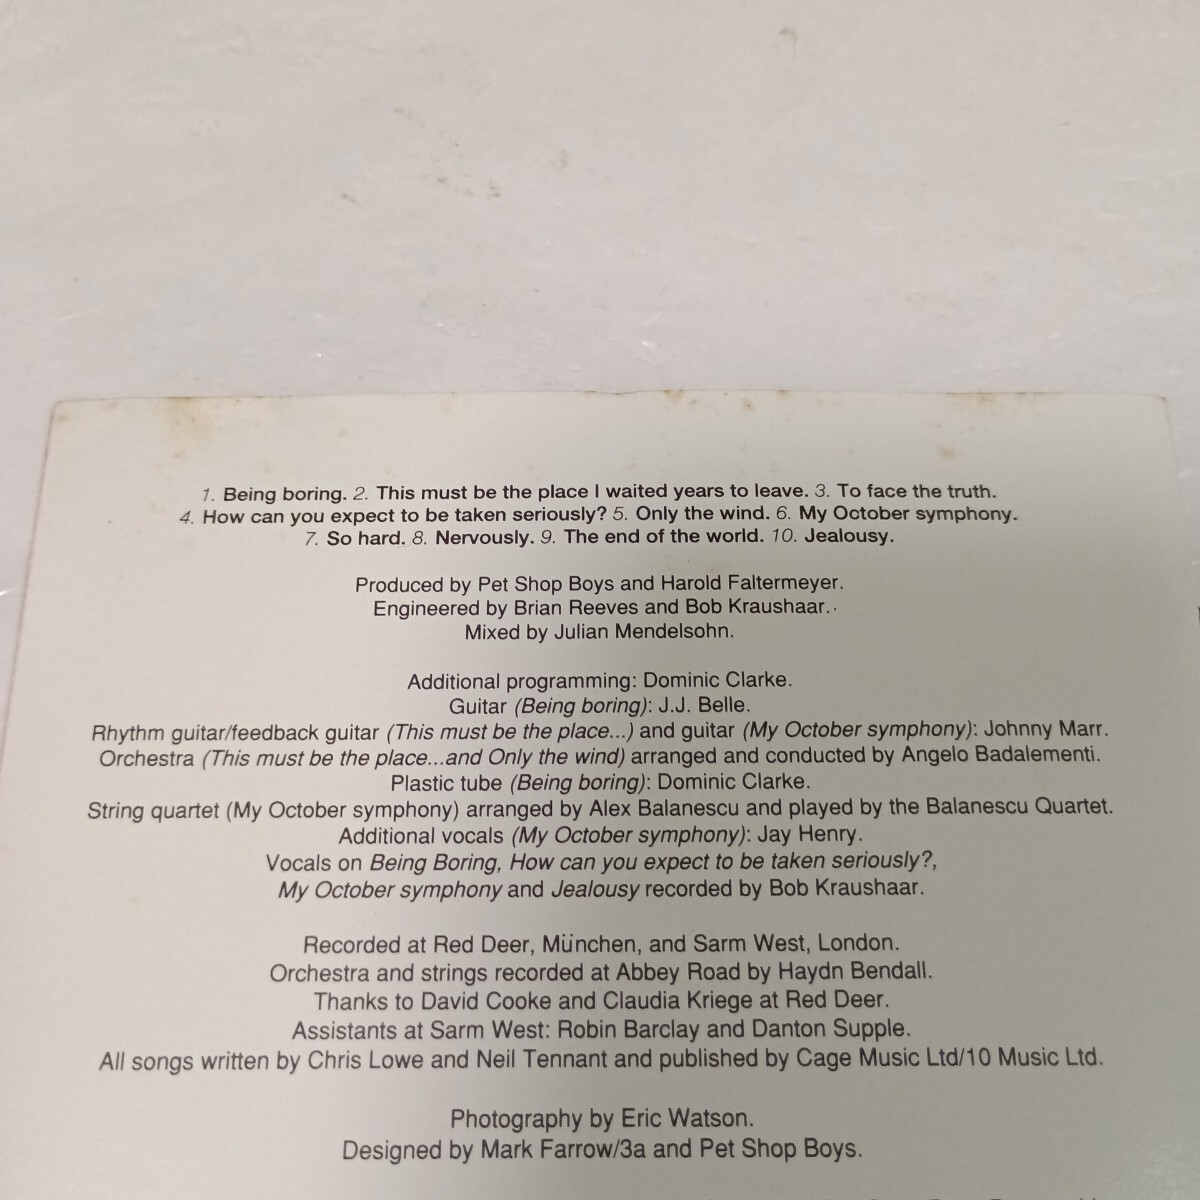 1. Being boring. 2. This must be the place I waited years to leave. 3. To face the truth.
4. How can you expect to be taken seriously? 5. Only the wind. 6. My October symphony.
7. So hard. 8. Nervously. 9. The end of the world. 10. Jealousy.
Produced by Pet Shop Boys and Harold Faltermeyer.
Engineered by Brian Reeves and Bob Kraushaar.
Mixed by Julian Mendelsohn.
Additional programming: Dominic Clarke.
Guitar (Being boring): J.J. Belle.
Rhythm guitar/feedback guitar (This must be the place...) and guitar (My October symphony): Johnny Marr.
Orchestra (This must be the place...and Only the wind) arranged and conducted by Angelo Badalementi.
Plastic tube (Being boring): Dominic Clarke.
String quartet (My October symphony) arranged by Alex Balanescu and played by the Balanescu Quartet.
Additional vocals (My October symphony): Jay Henry.
Vocals on Being Boring, How can you expect to be taken seriously?,
My October symphony and Jealousy recorded by Bob Kraushaar.
Recorded at Red Deer, München, and Sarm West, London.
Orchestra and strings recorded at Abbey Road by Haydn Bendall.
Thanks to David Cooke and Claudia Kriege at Red Deer.
Assistants at Sarm West: Robin Barclay and Danton Supple.
All songs written by Chris Lowe and Neil Tennant and published by Cage Music Ltd/10 Music Ltd.
Photography by Eric Watson.
Designed by Mark Farrow/3a and Pet Shop Boys.